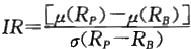 IR = [μ(R_P) − μ(R_B)] / σ(R_P − R_B)